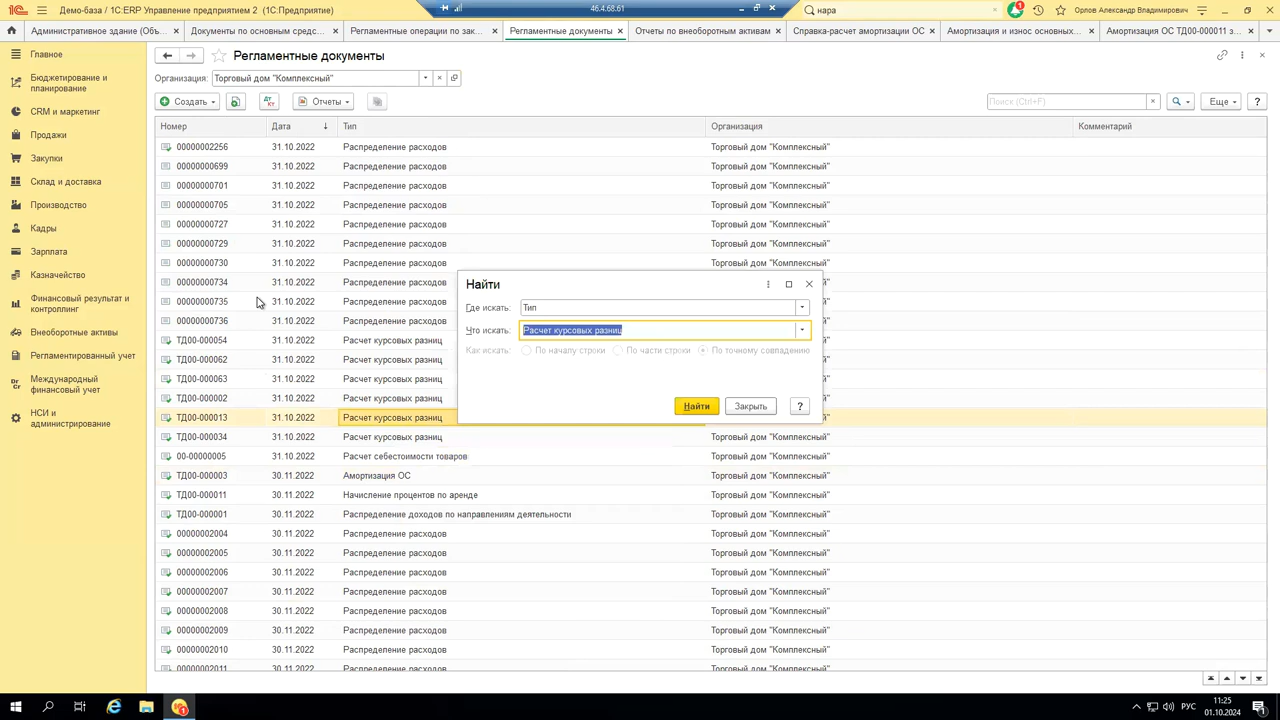 Демо-база / 1С:ERP Управление предприятием 2 (1С:Предприятие)
46.4.68.61
нара
Орлов Александр Владимирович
Административное здание (Объ...
Документы по основным средс...
Регламентные операции по зак...
Регламентные документы
Отчеты по внеоборотным активам
Справка-расчет амортизации ОС
Амортизация и износ основных...
Амортизация ОС ТД00-000011 з...
Главное
Бюджетирование и
планирование
CRM и маркетинг
Продажи
Закупки
Склад и доставка
Производство
Кадры
Зарплата
Казначейство
Финансовый результат и
контроллинг
Внеоборотные активы
Регламентированный учет
Международный
финансовый учет
НСИ и
администрирование
Регламентные документы
Организация: Торговый дом "Комплексный"
Создать
Отчеты
Поиск (Ctrl+F)
Еще
?
Номер Дата Тип Организация Комментарий
00000002256 31.10.2022 Распределение расходов Торговый дом "Комплексный"
00000000699 31.10.2022 Распределение расходов Торговый дом "Комплексный"
00000000701 31.10.2022 Распределение расходов Торговый дом "Комплексный"
00000000705 31.10.2022 Распределение расходов Торговый дом "Комплексный"
00000000727 31.10.2022 Распределение расходов Торговый дом "Комплексный"
00000000729 31.10.2022 Распределение расходов Торговый дом "Комплексный"
00000000730 31.10.2022 Распределение расходов Торговый дом "Комплексный"
00000000734 31.10.2022 Распределение расходов
00000000735 31.10.2022 Распределение расходов
00000000736 31.10.2022 Распределение расходов
ТД00-000054 31.10.2022 Расчет курсовых разниц
ТД00-000062 31.10.2022 Расчет курсовых разниц
ТД00-000063 31.10.2022 Расчет курсовых разниц
ТД00-000002 31.10.2022 Расчет курсовых разниц
ТД00-000013 31.10.2022 Расчет курсовых разниц
ТД00-000034 31.10.2022 Расчет курсовых разниц Торговый дом "Комплексный"
00-00000005 31.10.2022 Расчет себестоимости товаров Торговый дом "Комплексный"
ТД00-000003 30.11.2022 Амортизация ОС Торговый дом "Комплексный"
ТД00-000011 30.11.2022 Начисление процентов по аренде Торговый дом "Комплексный"
ТД00-000001 30.11.2022 Распределение доходов по направлениям деятельности Торговый дом "Комплексный"
00000002004 30.11.2022 Распределение расходов Торговый дом "Комплексный"
00000002005 30.11.2022 Распределение расходов Торговый дом "Комплексный"
00000002006 30.11.2022 Распределение расходов Торговый дом "Комплексный"
00000002007 30.11.2022 Распределение расходов Торговый дом "Комплексный"
00000002008 30.11.2022 Распределение расходов Торговый дом "Комплексный"
00000002009 30.11.2022 Распределение расходов Торговый дом "Комплексный"
00000002010 30.11.2022 Распределение расходов Торговый дом "Комплексный"
00000002011 30.11.2022 Распределение расходов Торговый дом "Комплексный"
Найти
Где искать: Тип
Что искать: Расчет курсовых разниц
Как искать: По началу строки По части строки По точному совпадению
Найти Закрыть ?
РУС
11:25
01.10.2024